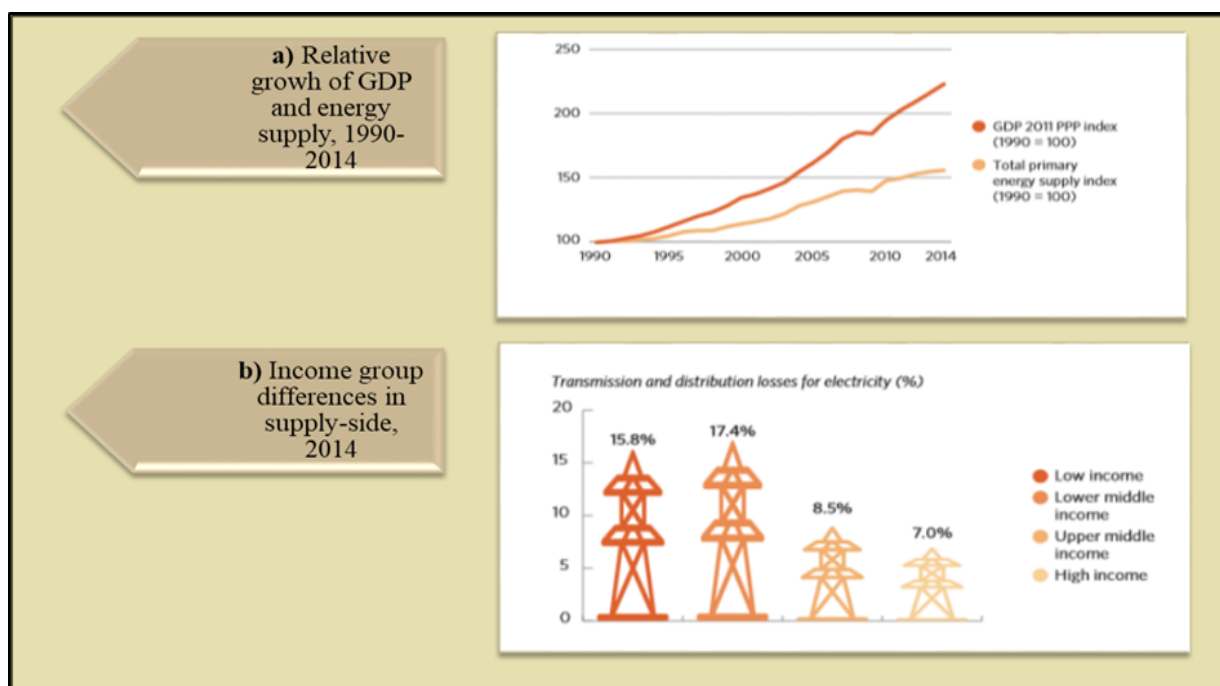 a) Relative
growh of GDP
and energy
supply, 1990-
2014
250
200
150
100
1990 1995 2000 2005 2010 2014
GDP 2011 PPP index
(1990 = 100)
Total primary
energy supply index
(1990 = 100)
b) Income group
differences in
supply-side,
2014
Transmission and distribution losses for electricity (%)
20
15
10
5
0
15.8% 17.4% 8.5% 7.0%
Low income
Lower middle
income
Upper middle
income
High income